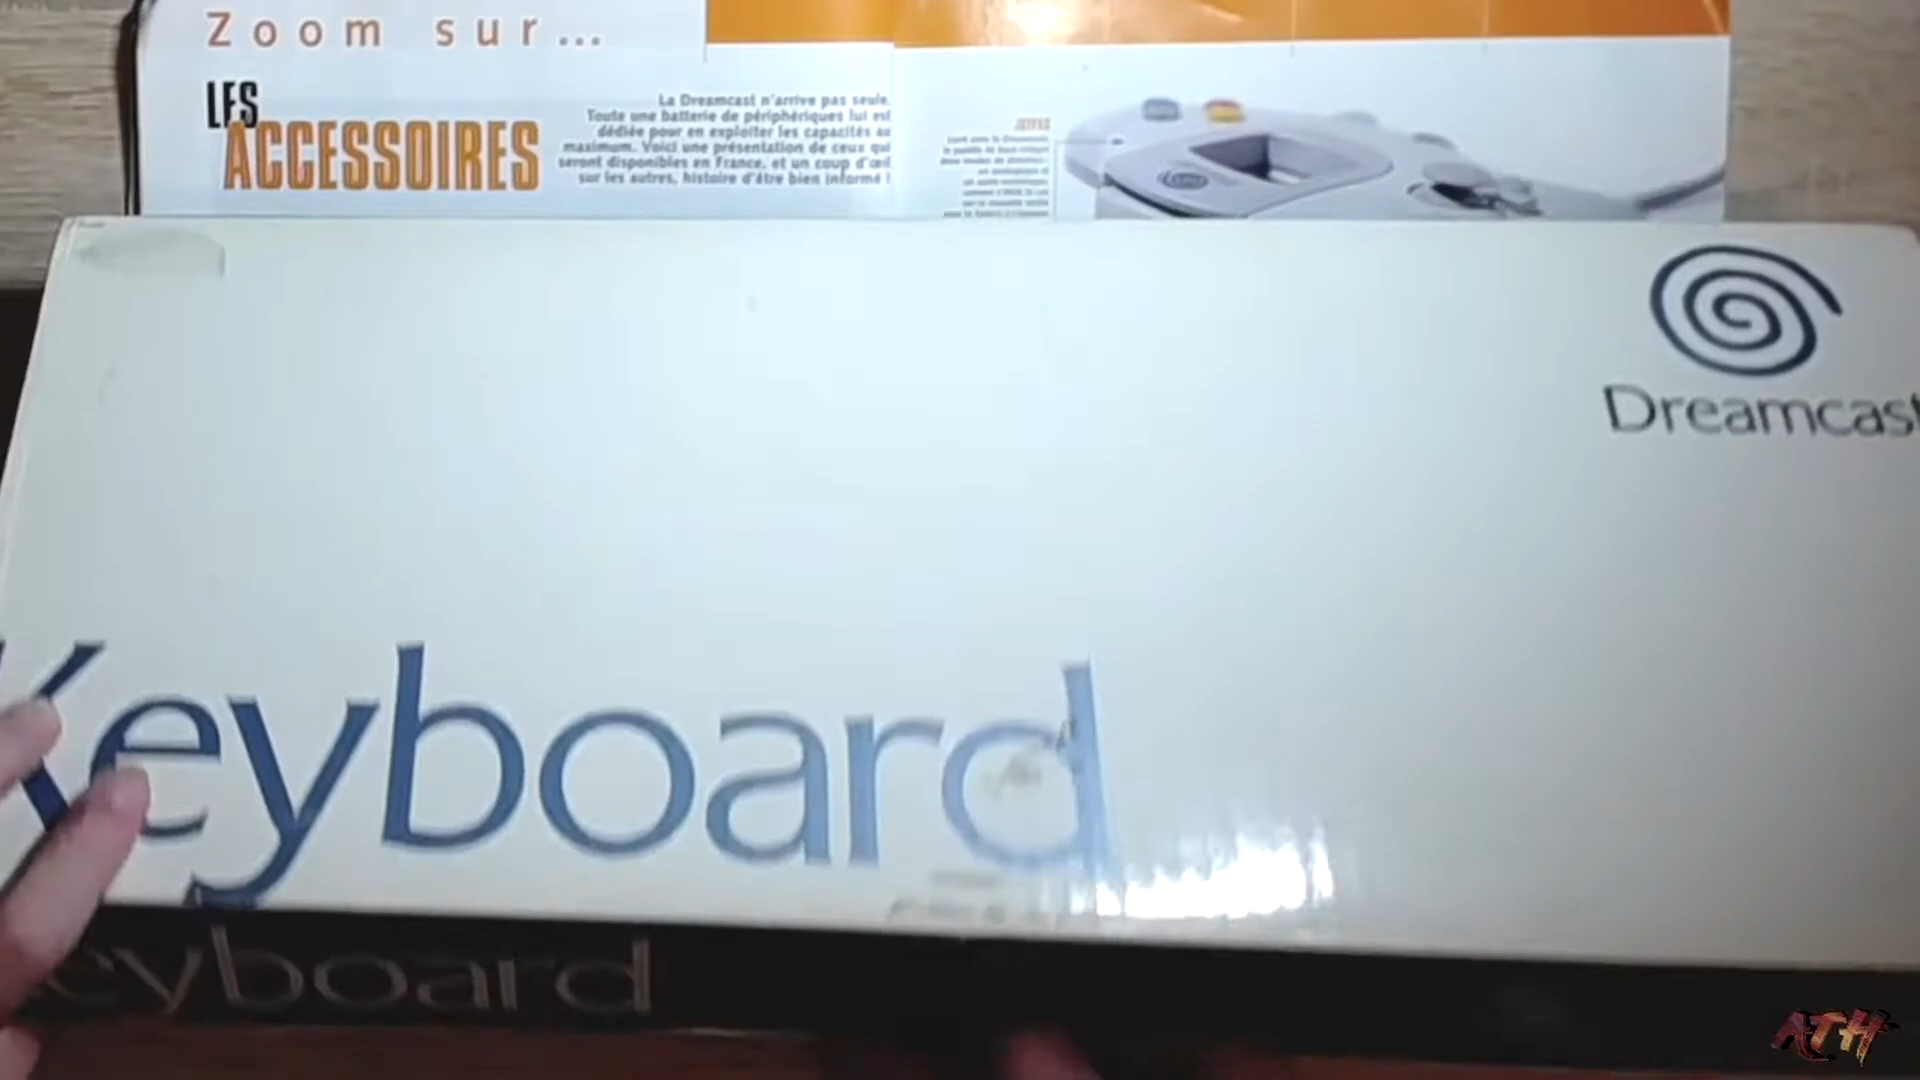 Zoom sur...
LES
ACCESSOIRES
La Dreamcast n'arrive pas seule.
Toute une batterie de périphériques lui est
dédiée pour en exploiter les capacités au
maximum. Voici une présentation de ceux qui
seront disponibles en France, et un coup d'œil
sur les autres, histoire d'être bien informé !
Dreamcast
Keyboard
eyboard
ATH